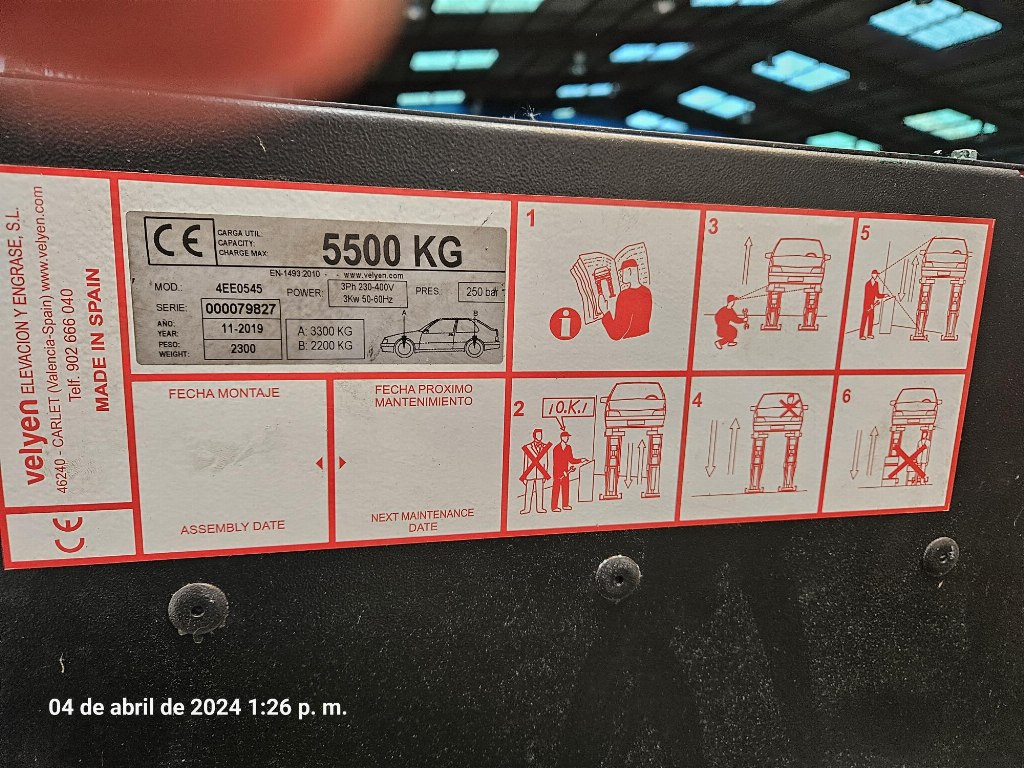 velyen ELEVACION Y ENGRASE, S.L.
46240 - CARLET (Valencia-Spain) www.velyen.com
Telf. 902 666 040
MADE IN SPAIN
CE
CE
CARGA UTIL:
CAPACITY:
CHARGE MAX:
5500 KG
EN-1493:2010 - www.velyen.com
MOD.: 4EE0545
POWER: 3Ph 230-400V
3Kw 50-60Hz
PRES. 250 bar
SERIE: 000079827
AÑO:
YEAR:
11-2019
PESO:
WEIGHT:
2300
A: 3300 KG
B: 2200 KG
A
B
FECHA MONTAJE
ASSEMBLY DATE
FECHA PROXIMO
MANTENIMIENTO
NEXT MAINTENANCE
DATE
1
i
2
¡O.K.!
3
4
5
6
04 de abril de 2024 1:26 p. m.